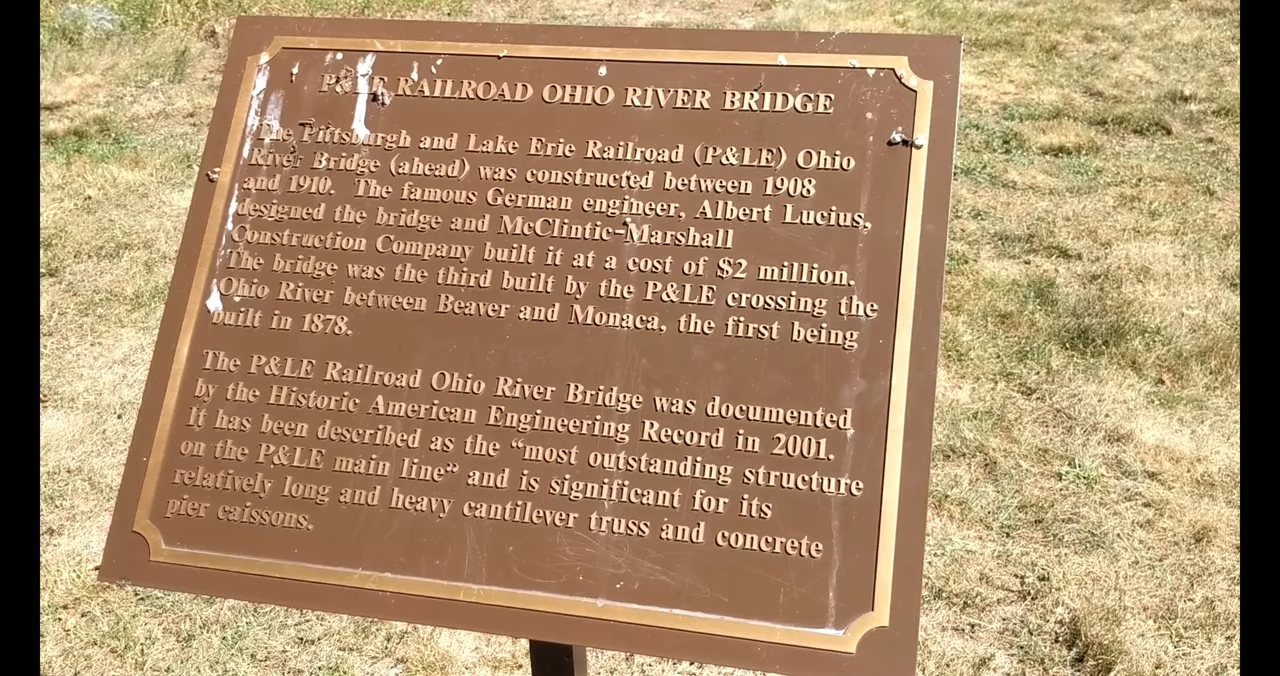 P&LE RAILROAD OHIO RIVER BRIDGE
The Pittsburgh and Lake Erie Railroad (P&LE) Ohio
River Bridge (ahead) was constructed between 1908
and 1910. The famous German engineer, Albert Lucius,
designed the bridge and McClintic-Marshall
Construction Company built it at a cost of $2 million.
The bridge was the third built by the P&LE crossing the
Ohio River between Beaver and Monaca, the first being
built in 1878.
The P&LE Railroad Ohio River Bridge was documented
by the Historic American Engineering Record in 2001.
It has been described as the “most outstanding structure
on the P&LE main line” and is significant for its
relatively long and heavy cantilever truss and concrete
pier caissons.